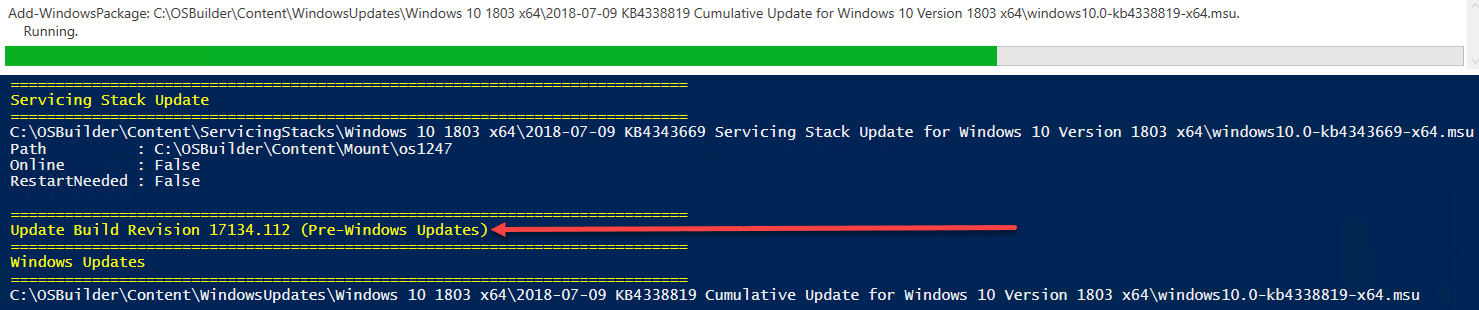 Add-WindowsPackage: C:\OSBuilder\Content\WindowsUpdates\Windows 10 1803 x64\2018-07-09 KB4338819 Cumulative Update for Windows 10 Version 1803 x64\windows10.0-kb4338819-x64.msu.
Running.
===========================================================================
Servicing Stack Update
===========================================================================
C:\OSBuilder\Content\ServicingStacks\Windows 10 1803 x64\2018-07-09 KB4343669 Servicing Stack Update for Windows 10 Version 1803 x64\windows10.0-kb4343669-x64.msu
Path          : C:\OSBuilder\Content\Mount\os1247
Online        : False
RestartNeeded : False
===========================================================================
Update Build Revision 17134.112 (Pre-Windows Updates)
===========================================================================
Windows Updates
===========================================================================
C:\OSBuilder\Content\WindowsUpdates\Windows 10 1803 x64\2018-07-09 KB4338819 Cumulative Update for Windows 10 Version 1803 x64\windows10.0-kb4338819-x64.msu